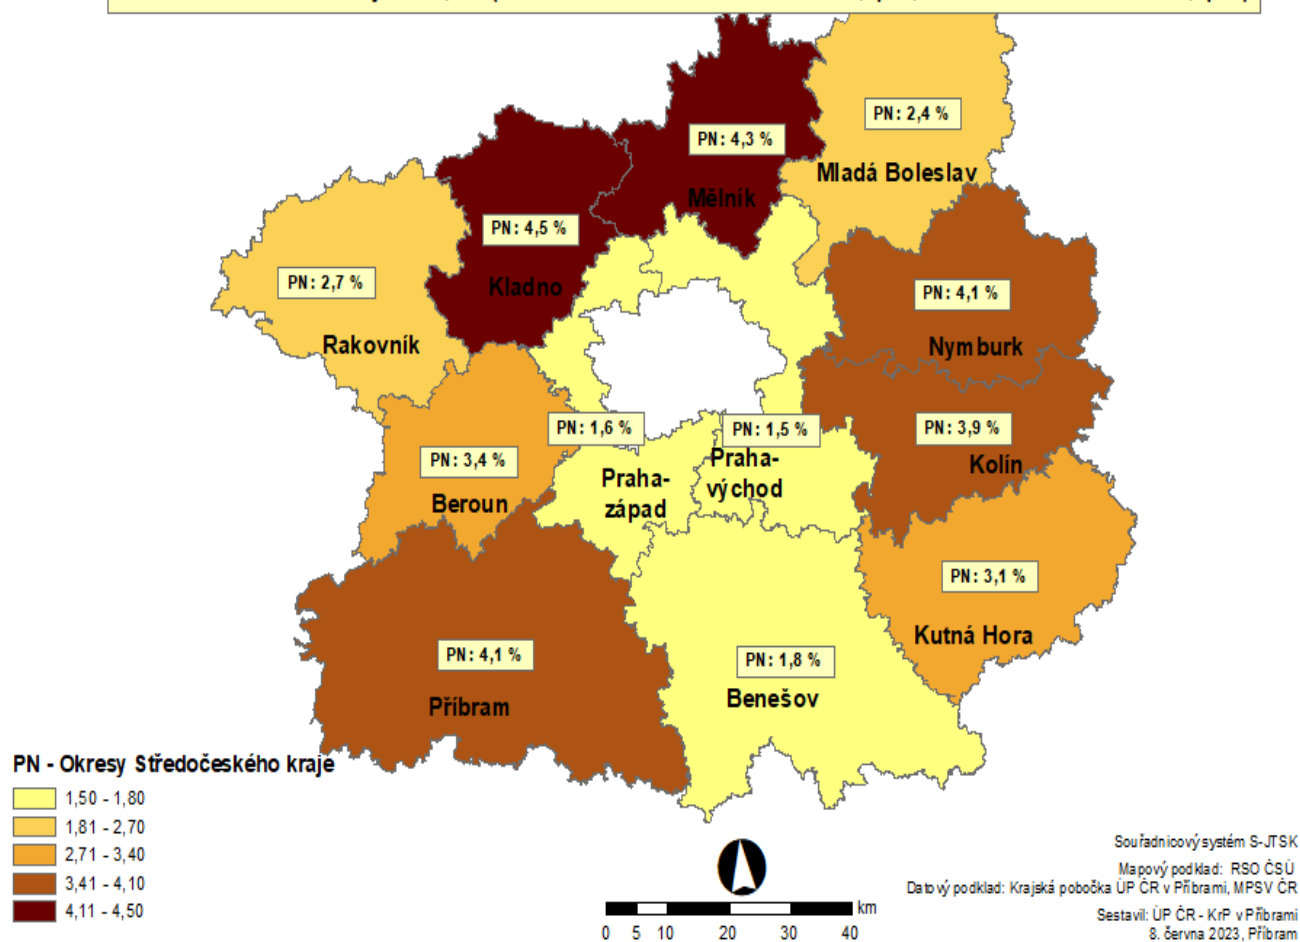 PN: 2,4 %
Mladá Boleslav
PN: 4,3 %
Mělník
PN: 4,5 %
Kladno
PN: 2,7 %
Rakovník
PN: 4,1 %
Nymburk
PN: 3,9 %
Kolín
PN: 1,6 %
Praha-
západ
PN: 1,5 %
Praha-
východ
PN: 3,4 %
Beroun
PN: 3,1 %
Kutná Hora
PN: 4,1 %
Příbram
PN: 1,8 %
Benešov
PN - Okresy Středočeského kraje
1,50 - 1,80
1,81 - 2,70
2,71 - 3,40
3,41 - 4,10
4,11 - 4,50
km
0 5 10 20 30 40
Souřadnicový systém S-JTSK
Mapový podklad: RSO ČSÚ
Datový podklad: Krajská pobočka ÚP ČR v Příbrami, MPSV ČR
Sestavil: ÚP ČR - KrP v Příbrami
8. června 2023, Příbram